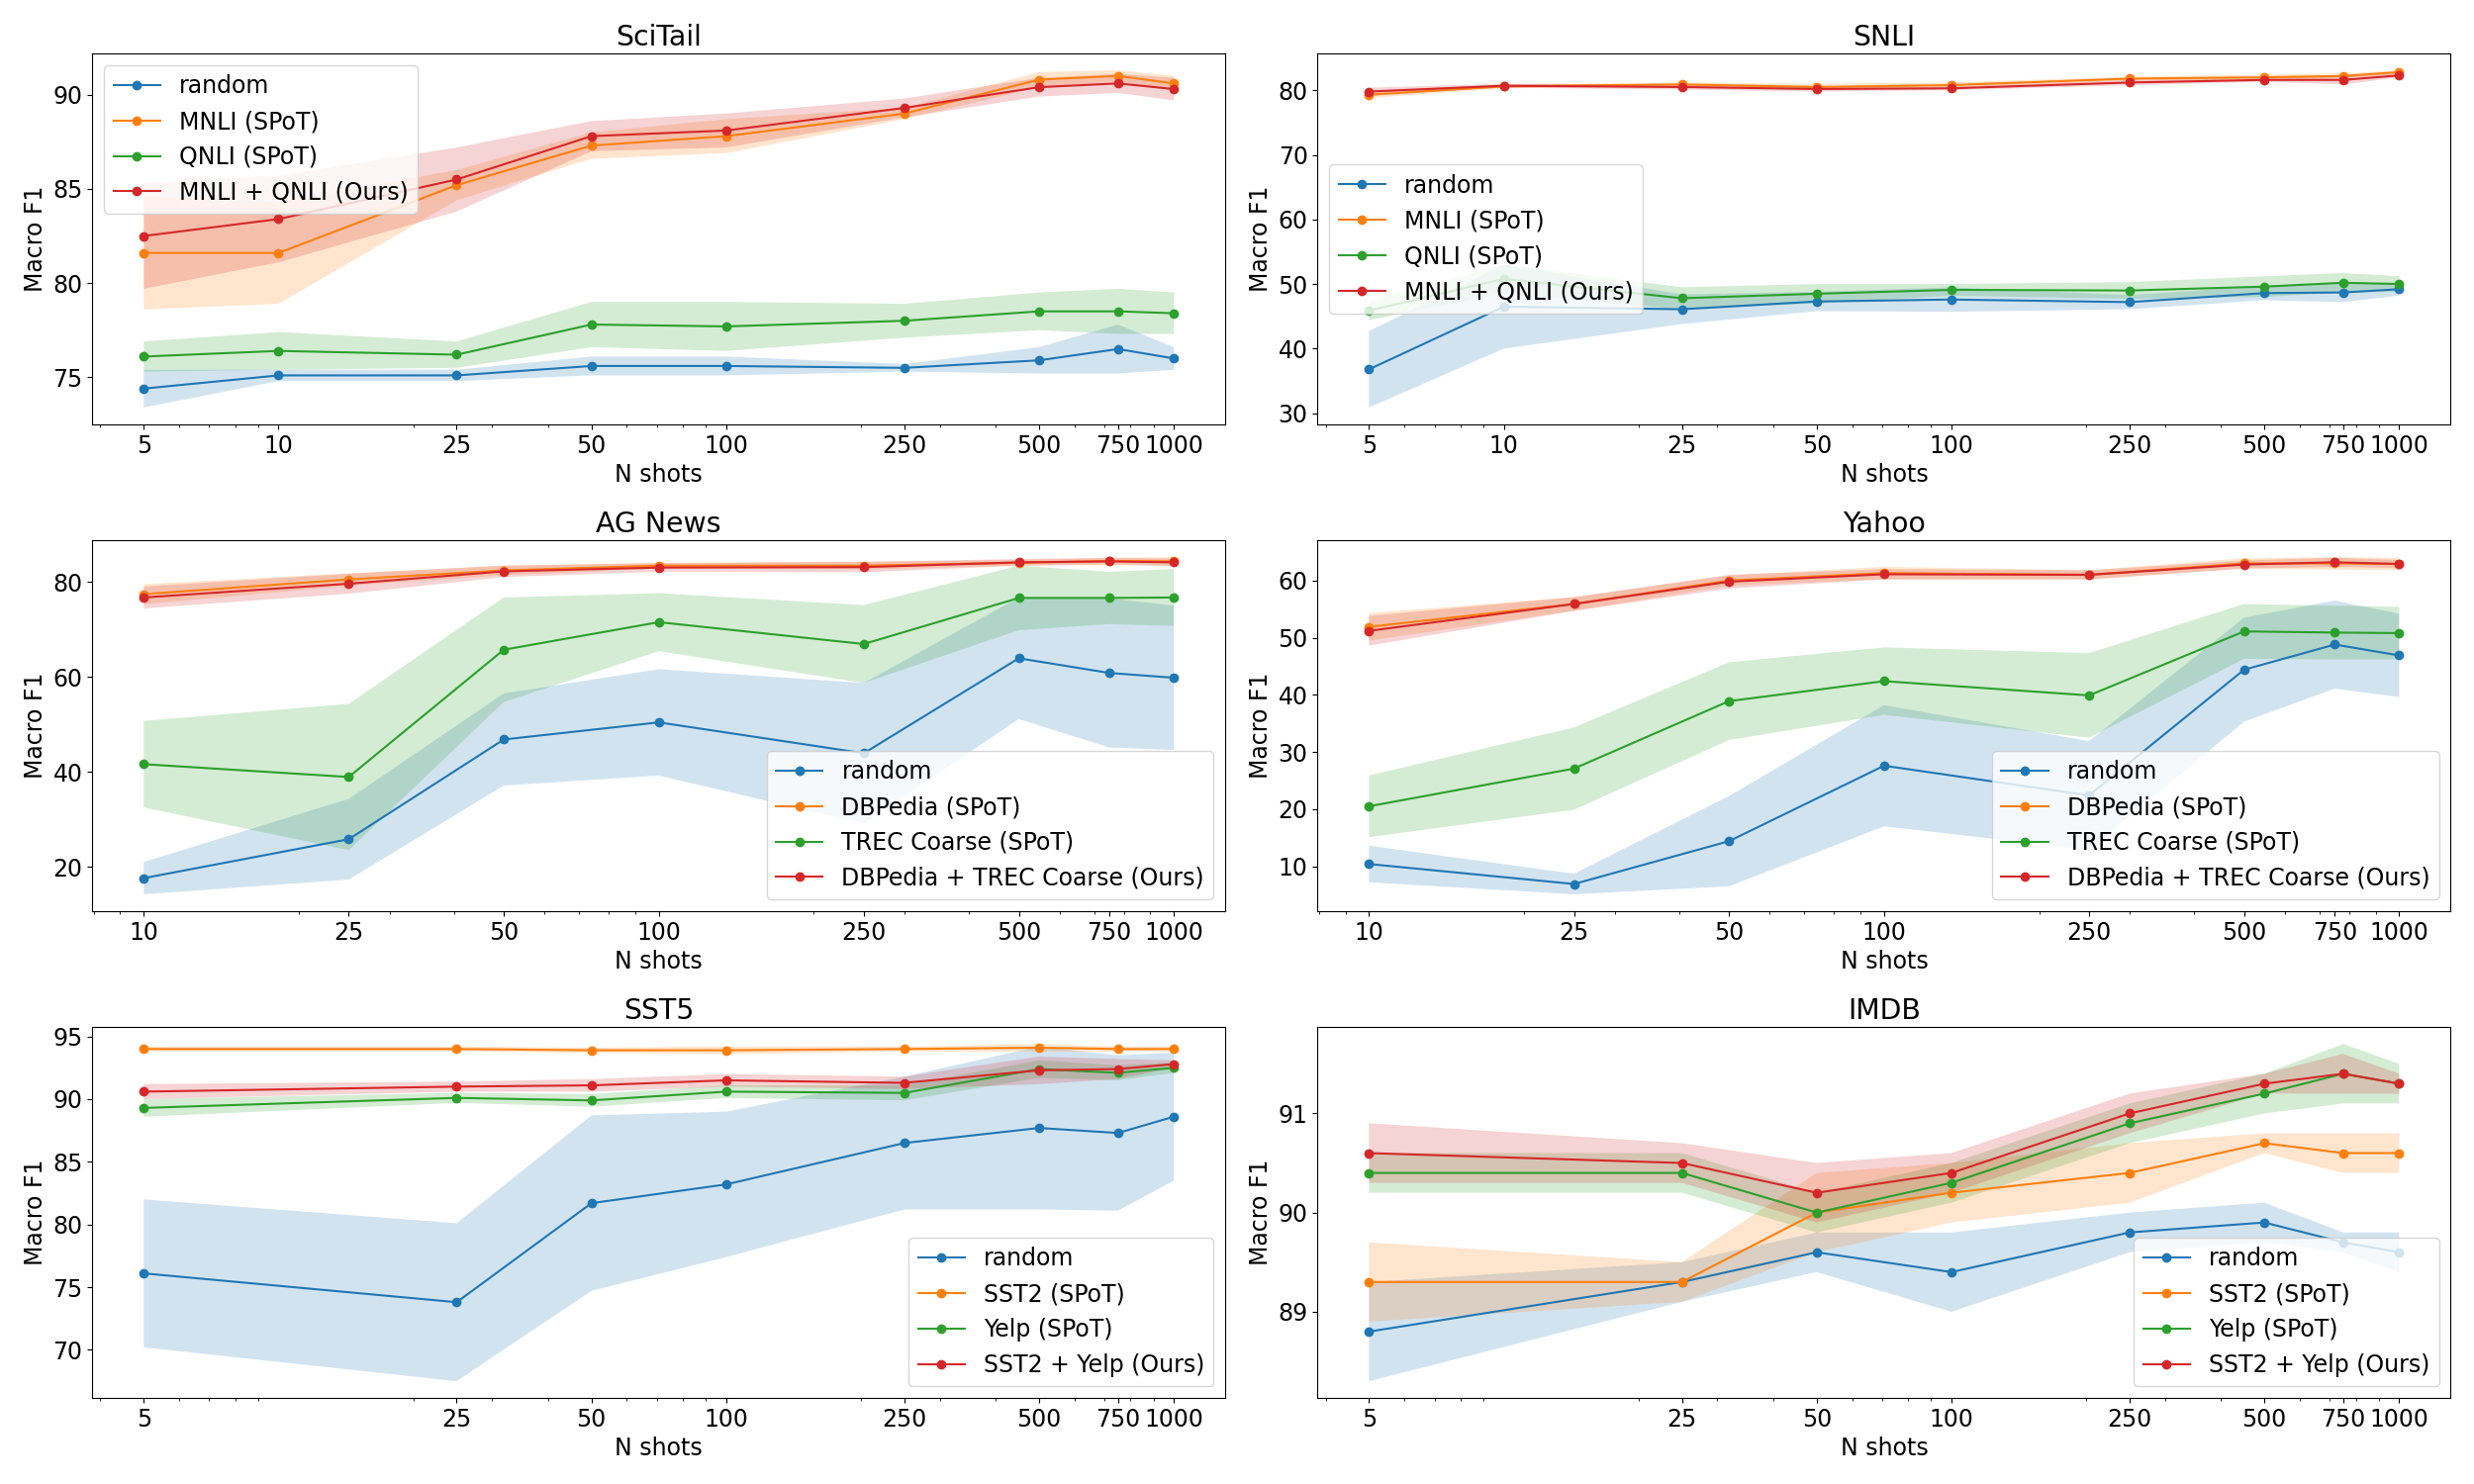 SciTail
Macro F1
90
85
80
75
random
MNLI (SPoT)
QNLI (SPoT)
MNLI + QNLI (Ours)
5 10 25 50 100 250 500 750 1000
N shots
SNLI
Macro F1
80
70
60
50
40
30
random
MNLI (SPoT)
QNLI (SPoT)
MNLI + QNLI (Ours)
5 10 25 50 100 250 500 750 1000
N shots
AG News
Macro F1
80
60
40
20
random
DBPedia (SPoT)
TREC Coarse (SPoT)
DBPedia + TREC Coarse (Ours)
10 25 50 100 250 500 750 1000
N shots
Yahoo
Macro F1
60
50
40
30
20
10
random
DBPedia (SPoT)
TREC Coarse (SPoT)
DBPedia + TREC Coarse (Ours)
10 25 50 100 250 500 750 1000
N shots
SST5
Macro F1
95
90
85
80
75
70
random
SST2 (SPoT)
Yelp (SPoT)
SST2 + Yelp (Ours)
5 25 50 100 250 500 750 1000
N shots
IMDB
Macro F1
91
90
89
random
SST2 (SPoT)
Yelp (SPoT)
SST2 + Yelp (Ours)
5 25 50 100 250 500 750 1000
N shots